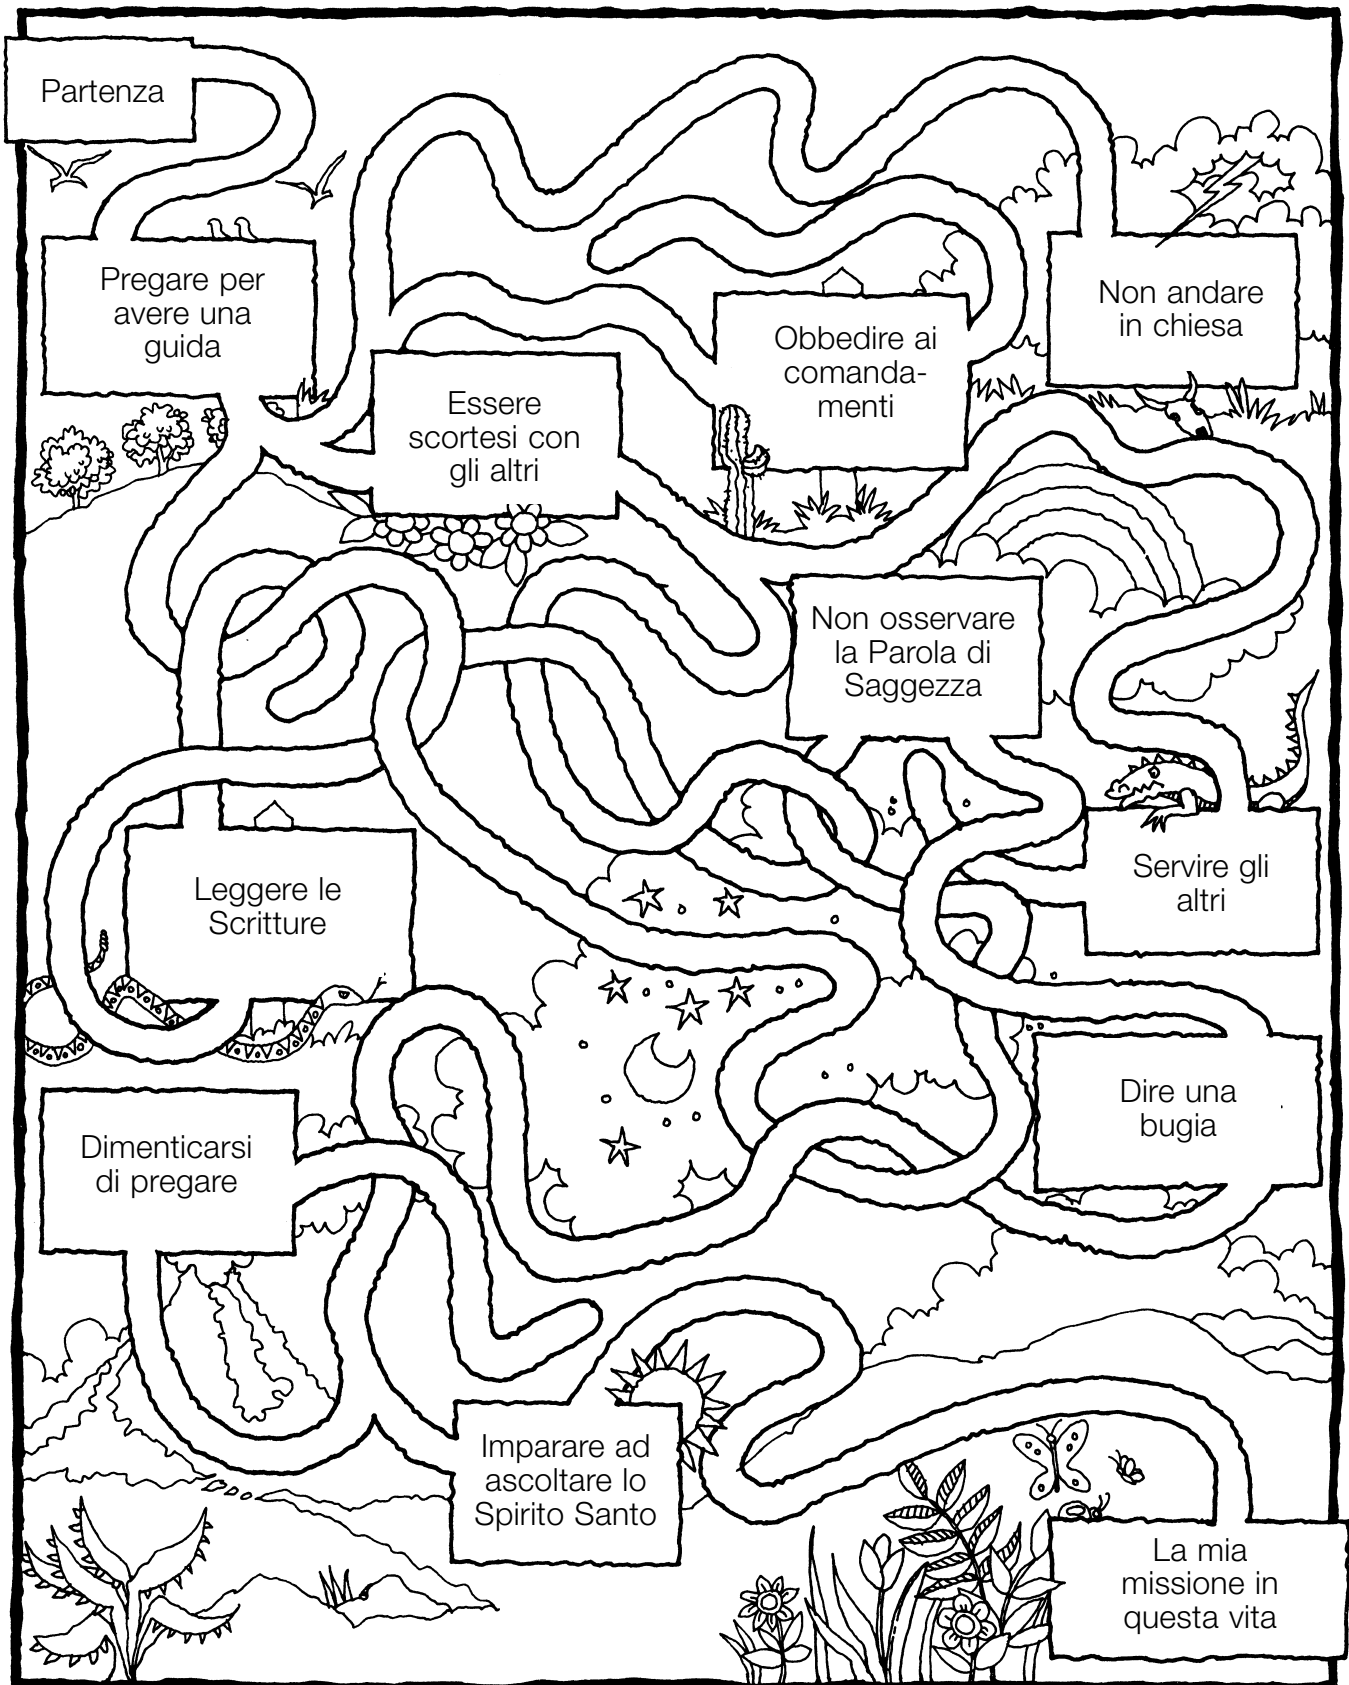 Partenza
Pregare per
avere una
guida
Non andare
in chiesa
Obbedire ai
comanda-
menti
Essere
scortesi con
gli altri
Non osservare
la Parola di
Saggezza
Servire gli
altri
Leggere le
Scritture
Dire una
bugia
Dimenticarsi
di pregare
Imparare ad
ascoltare lo
Spirito Santo
La mia
missione in
questa vita